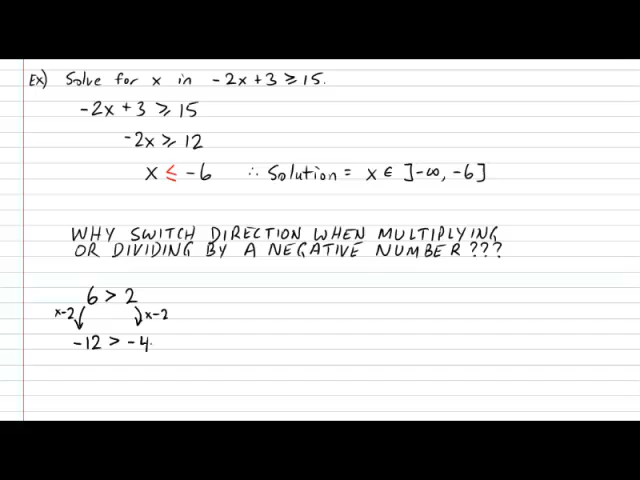 Ex) Solve for x in -2x+3 ≥ 15.
-2x+3 ≥ 15
-2x ≥ 12
x ≤ -6 ∴ Solution = x ∈ ]-∞, -6]
WHY SWITCH DIRECTION WHEN MULTIPLYING
OR DIVIDING BY A NEGATIVE NUMBER???
6 > 2
x-2 x-2
-12 > -4